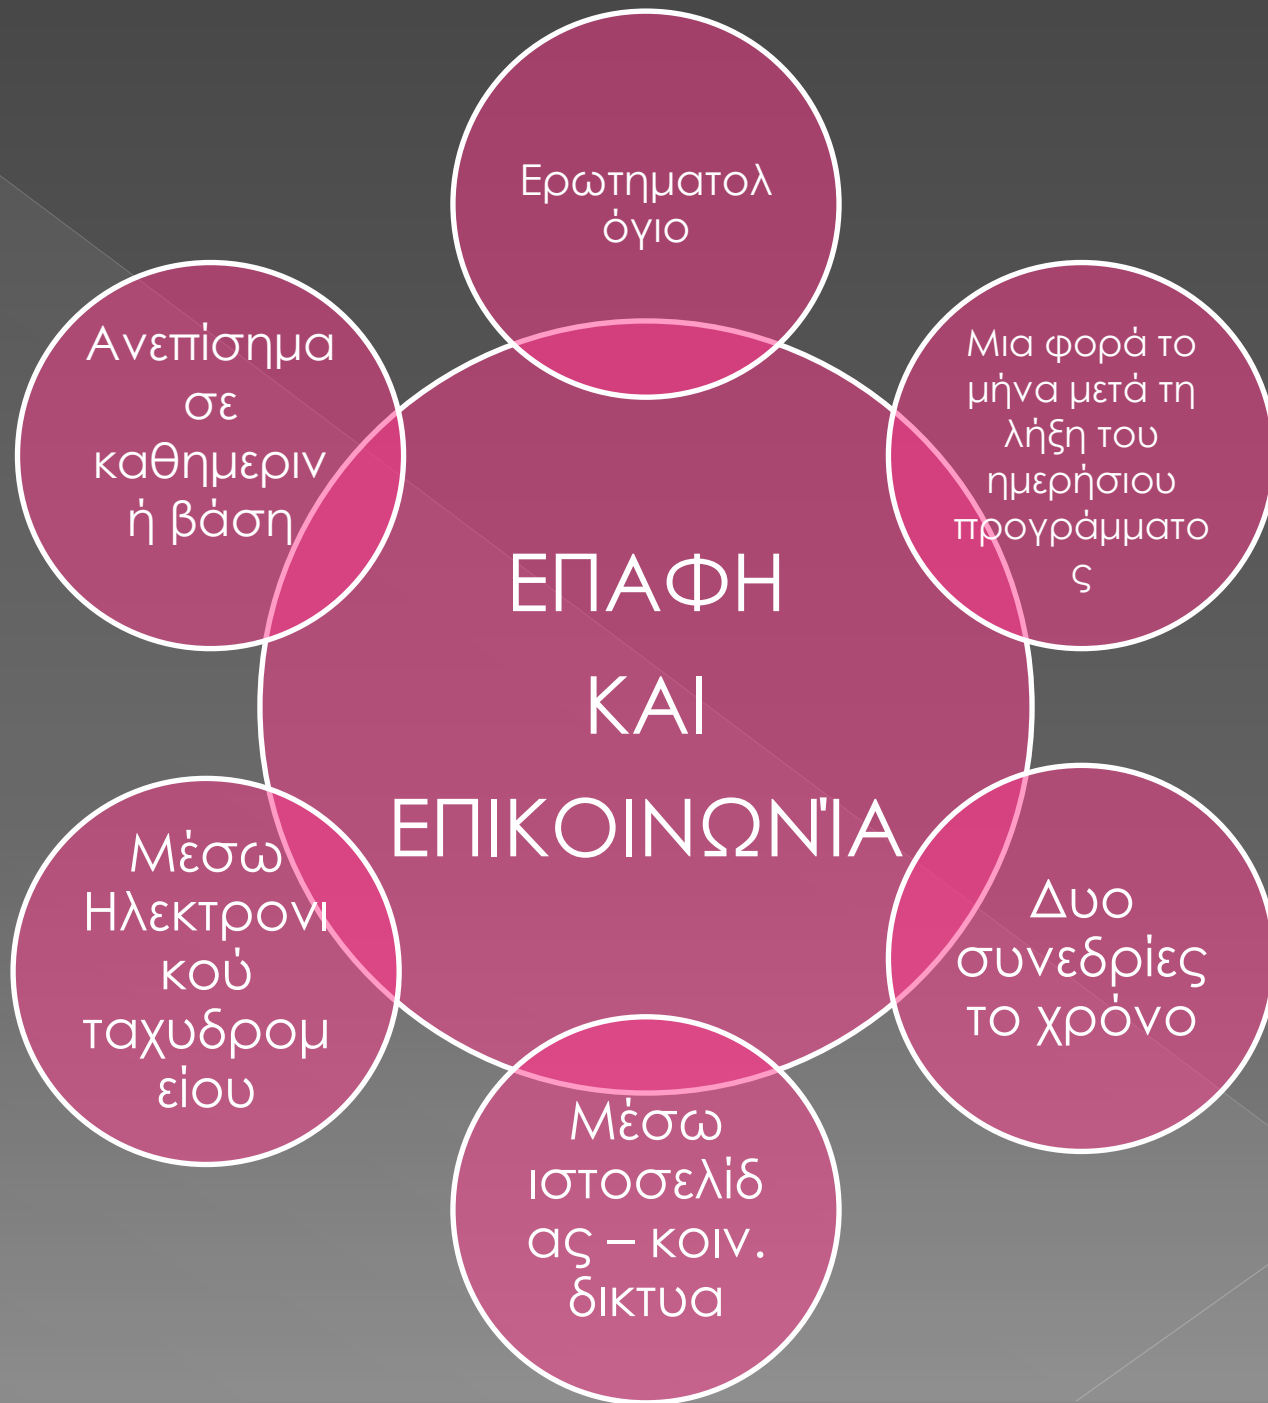 Ερωτηματολ
όγιο
Μια φορά το
μήνα μετά τη
λήξη του
ημερήσιου
προγράμματο
ς
Δυο
συνεδρίες
το χρόνο
Μέσω
ιστοσελίδ
ας – κοιν.
δικτυα
Μέσω
Ηλεκτρονι
κού
ταχυδρομ
είου
Ανεπίσημα
σε
καθημεριν
ή βάση
ΕΠΑΦΗ
ΚΑΙ
ΕΠΙΚΟΙΝΩΝΊΑ